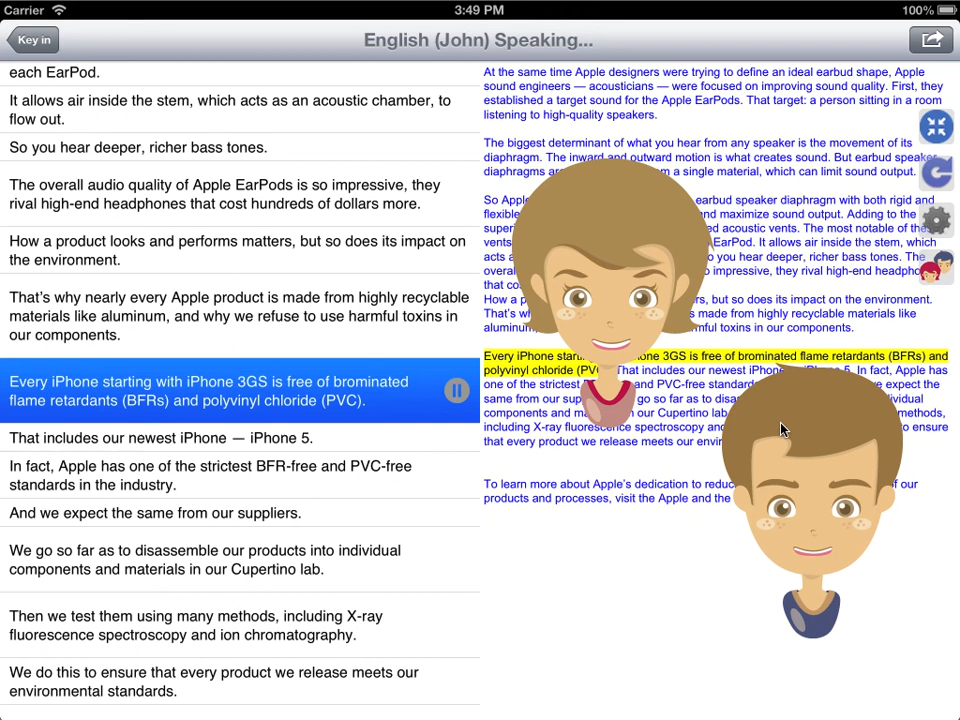 Carrier
3:49 PM
100%
Key in
English (John) Speaking...
each EarPod.
It allows air inside the stem, which acts as an acoustic chamber, to
flow out.
So you hear deeper, richer bass tones.
The overall audio quality of Apple EarPods is so impressive, they
rival high-end headphones that cost hundreds of dollars more.
How a product looks and performs matters, but so does its impact on
the environment.
That's why nearly every Apple product is made from highly recyclable
materials like aluminum, and why we refuse to use harmful toxins in
our components.
Every iPhone starting with iPhone 3GS is free of brominated
flame retardants (BFRs) and polyvinyl chloride (PVC).
That includes our newest iPhone — iPhone 5.
In fact, Apple has one of the strictest BFR-free and PVC-free
standards in the industry.
And we expect the same from our suppliers.
We go so far as to disassemble our products into individual
components and materials in our Cupertino lab.
Then we test them using many methods, including X-ray
fluorescence spectroscopy and ion chromatography.
We do this to ensure that every product we release meets our
environmental standards.
At the same time Apple designers were trying to define an ideal earbud shape, Apple
sound engineers — acousticians — were focused on improving sound quality. First, they
established a target sound for the Apple EarPods. That target: a person sitting in a room
listening to high-quality speakers.
The biggest determinant of what you hear from any speaker is the movement of its
diaphragm. The inward and outward motion is what creates sound. But earbud speaker
diaphragms a single material, which can limit sound output.
So Apple earbud speaker diaphragm with both rigid and
flexible and maximize sound output. Adding to the
acoustic vents. The most notable of
vents EarPod. It allows air inside the stem, which
acts you hear deeper, richer bass tones. The
impressive, they rival high-end
that
How a but so does its impact on the environment.
That's made from highly recyclable materials like
aluminum, toxins in our components.
Every iPhone iPhone 3GS is free of brominated flame retardants (BFRs) and
polyvinyl chloride That includes our newest iPhone 5. In fact, Apple has
one of the strictest and PVC-free expect the
same from our go so far as to
components and our Cupertino methods,
including X-ray fluorescence spectroscopy and to ensure
that every product we release meets our
To learn more about Apple's dedication to of our
products and processes, visit the Apple and the